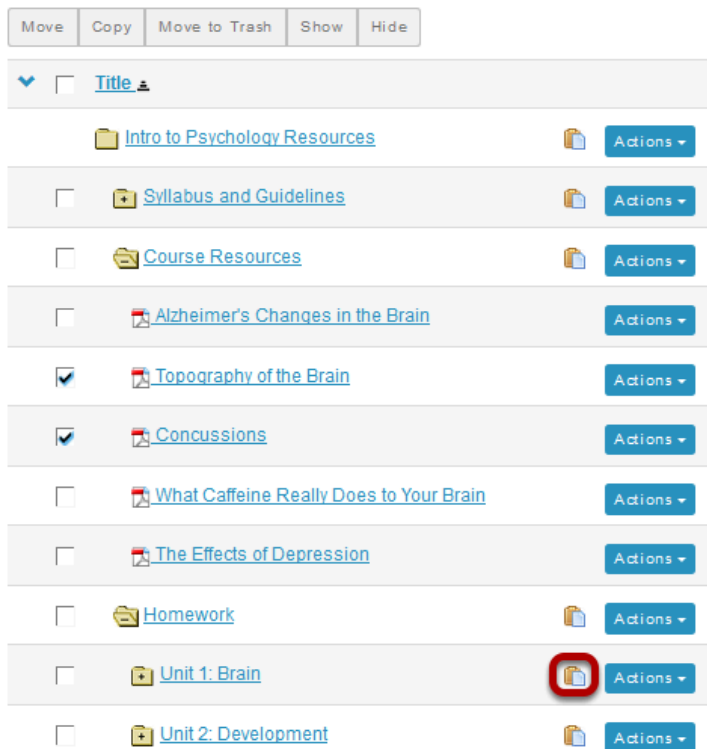 Move Copy Move to Trash Show Hide
Title
Intro to Psychology Resources Actions
Syllabus and Guidelines Actions
Course Resources Actions
Alzheimer's Changes in the Brain Actions
Topography of the Brain Actions
Concussions Actions
What Caffeine Really Does to Your Brain Actions
The Effects of Depression Actions
Homework Actions
Unit 1: Brain Actions
Unit 2: Development Actions